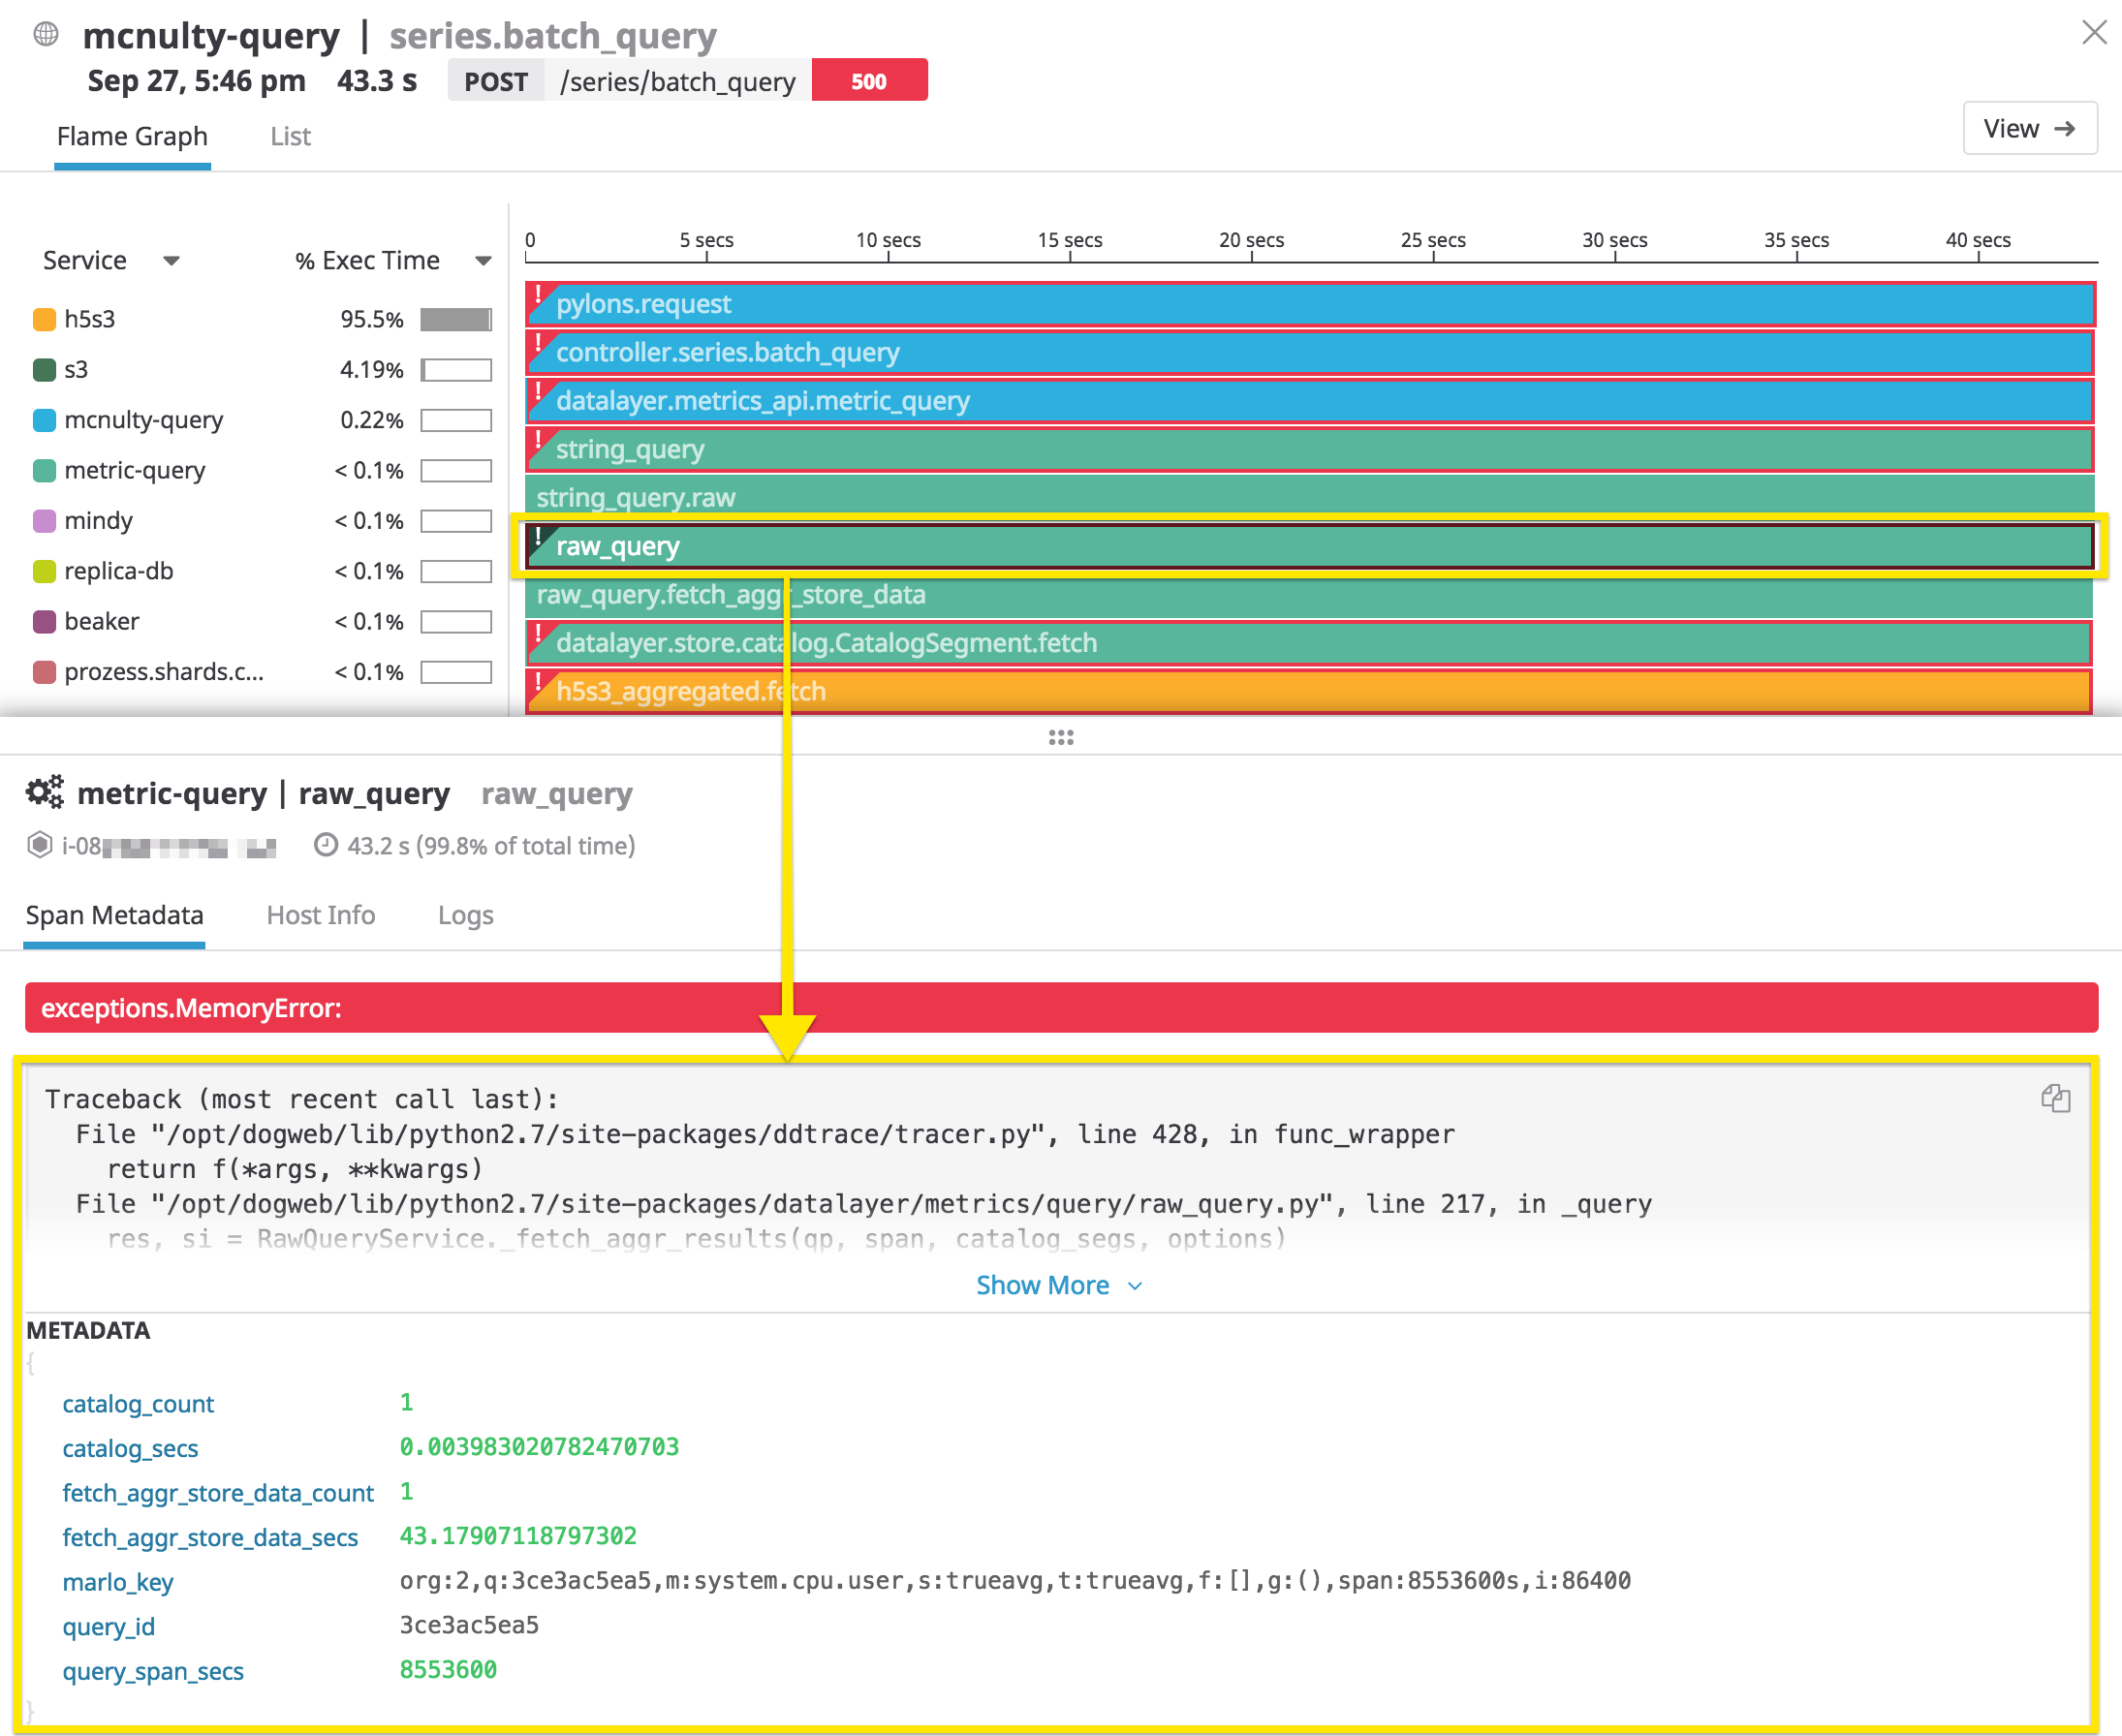 mcnulty-query | series.batch_query
Sep 27, 5:46 pm 43.3 s POST /series/batch_query 500
Flame Graph List
View →
Service % Exec Time
0 5 secs 10 secs 15 secs 20 secs 25 secs 30 secs 35 secs 40 secs
h5s3 95.5%
s3 4.19%
mcnulty-query 0.22%
metric-query < 0.1%
mindy < 0.1%
replica-db < 0.1%
beaker < 0.1%
prozess.shards.c... < 0.1%
! pylons.request
! controller.series.batch_query
! datalayer.metrics_api.metric_query
! string_query
string_query.raw
! raw_query
raw_query.fetch_aggr_store_data
! datalayer.store.catalog.CatalogSegment.fetch
! h5s3_aggregated.fetch
metric-query | raw_query raw_query
i-08 43.2 s (99.8% of total time)
Span Metadata Host Info Logs
exceptions.MemoryError:
Traceback (most recent call last):
File "/opt/dogweb/lib/python2.7/site-packages/ddtrace/tracer.py", line 428, in func_wrapper
return f(*args, **kwargs)
File "/opt/dogweb/lib/python2.7/site-packages/datalayer/metrics/query/raw_query.py", line 217, in _query
res, si = RawQueryService._fetch_aggr_results(qp, span, catalog_segs, options)
Show More
METADATA
{
catalog_count 1
catalog_secs 0.003983020782470703
fetch_aggr_store_data_count 1
fetch_aggr_store_data_secs 43.17907118797302
marlo_key org:2,q:3ce3ac5ea5,m:system.cpu.user,s:trueavg,t:trueavg,f:[],g:(),span:8553600s,i:86400
query_id 3ce3ac5ea5
query_span_secs 8553600
}